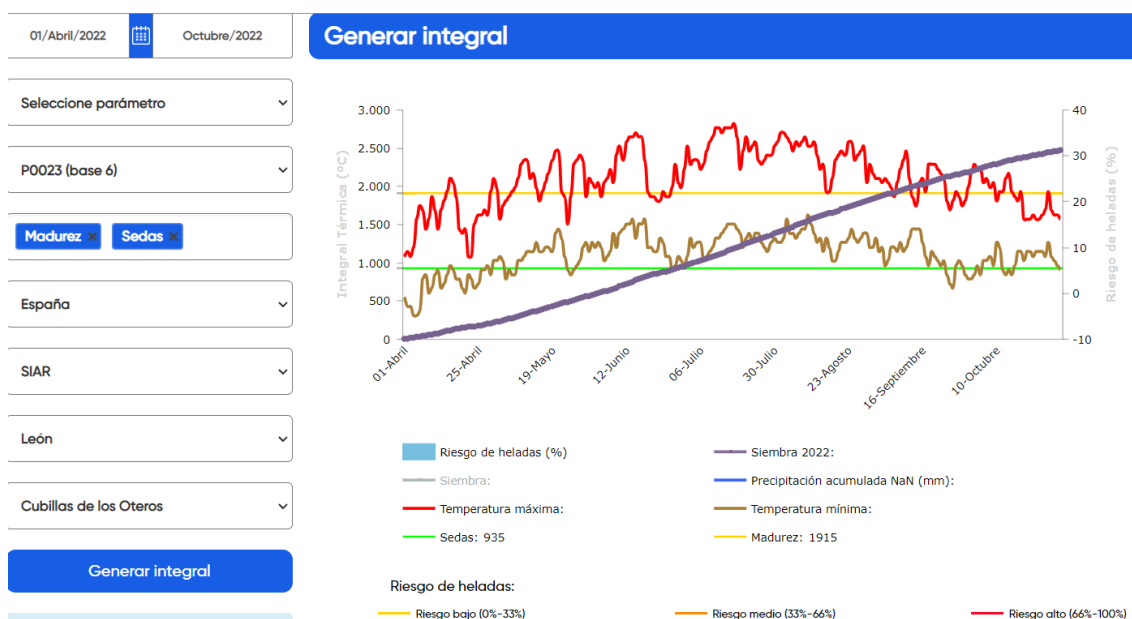 01/Abril/2022
Octubre/2022
Seleccione parámetro
P0023 (base 6)
Madurez ×
Sedas ×
España
SIAR
León
Cubillas de los Oteros
Generar integral
Generar integral
3.000
2.500
2.000
1.500
1.000
500
0
Integral Térmica (ºC)
40
30
20
10
0
-10
Riesgo de heladas (%)
01-Abril
25-Abril
19-Mayo
12-Junio
06-Julio
30-Julio
23-Agosto
16-Septiembre
10-Octubre
Riesgo de heladas (%)
Siembra 2022:
Siembra:
Precipitación acumulada NaN (mm):
Temperatura máxima:
Temperatura mínima:
Sedas: 935
Madurez: 1915
Riesgo de heladas:
Riesgo bajo (0%-33%)
Riesgo medio (33%-66%)
Riesgo alto (66%-100%)